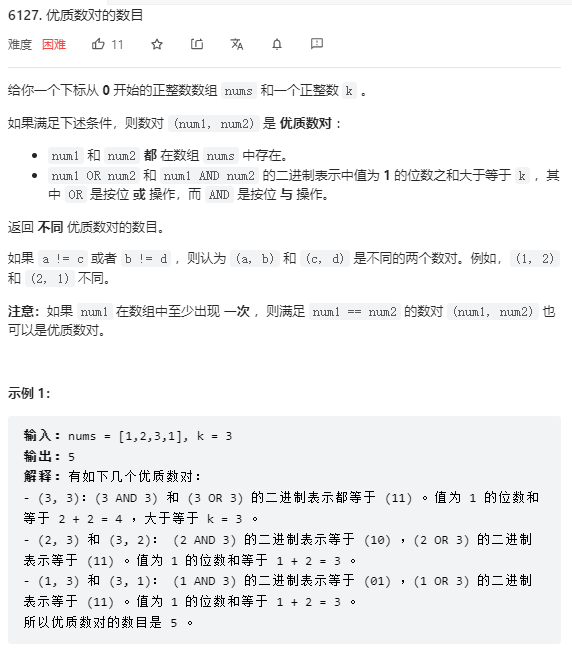 6127. 优质数对的数目
难度 困难 11
给你一个下标从 0 开始的正整数数组 nums 和一个正整数 k 。
如果满足下述条件，则数对 (num1, num2) 是 优质数对 ：
• num1 和 num2 都 在数组 nums 中存在。
• num1 OR num2 和 num1 AND num2 的二进制表示中值为 1 的位数之和大于等于 k ，其
中 OR 是按位 或 操作，而 AND 是按位 与 操作。
返回 不同 优质数对的数目。
如果 a != c 或者 b != d ，则认为 (a, b) 和 (c, d) 是不同的两个数对。例如，(1, 2)
和 (2, 1) 不同。
注意：如果 num1 在数组中至少出现 一次 ，则满足 num1 == num2 的数对 (num1, num2) 也
可以是优质数对。
示例 1：
输入：nums = [1,2,3,1], k = 3
输出：5
解释：有如下几个优质数对：
- (3, 3)：(3 AND 3) 和 (3 OR 3) 的二进制表示都等于 (11) 。值为 1 的位数和
等于 2 + 2 = 4 ，大于等于 k = 3 。
- (2, 3) 和 (3, 2)： (2 AND 3) 的二进制表示等于 (10) ，(2 OR 3) 的二进制
表示等于 (11) 。值为 1 的位数和等于 1 + 2 = 3 。
- (1, 3) 和 (3, 1)： (1 AND 3) 的二进制表示等于 (01) ，(1 OR 3) 的二进制
表示等于 (11) 。值为 1 的位数和等于 1 + 2 = 3 。
所以优质数对的数目是 5 。